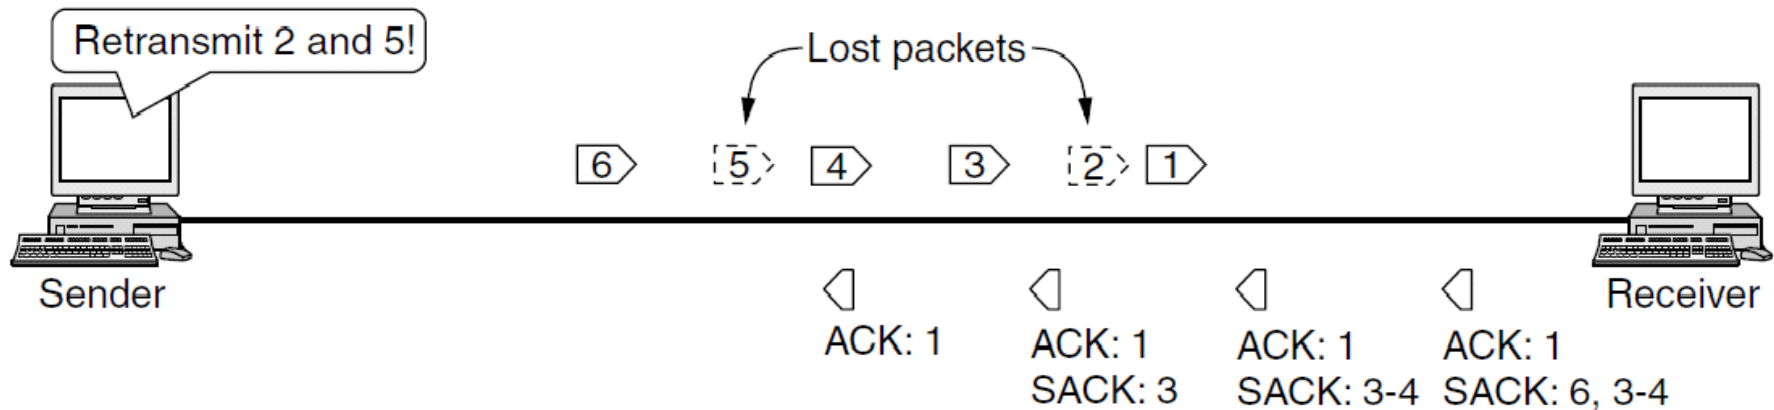 Retransmit 2 and 5!
Lost packets
6 5 4 3 2 1
Sender
Receiver
ACK: 1
ACK: 1
SACK: 3
ACK: 1
SACK: 3-4
ACK: 1
SACK: 6, 3-4